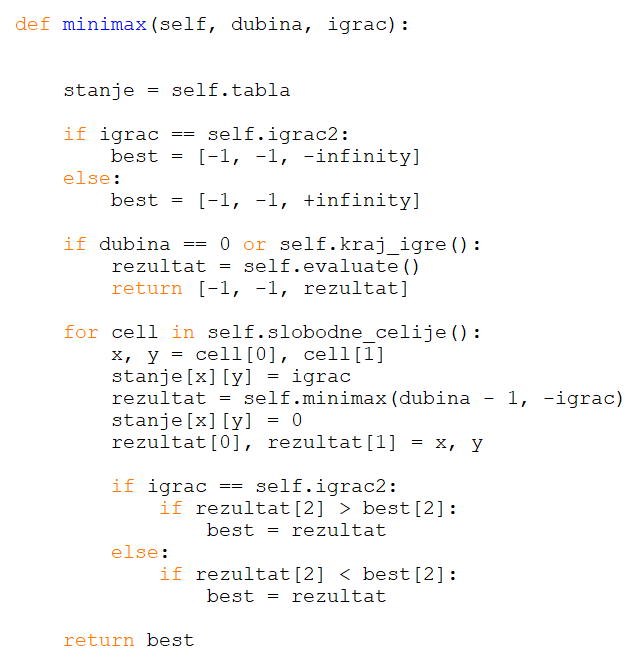 def minimax(self, dubina, igrac):
    stanje = self.tabla
    if igrac == self.igrac2:
        best = [-1, -1, -infinity]
    else:
        best = [-1, -1, +infinity]
    if dubina == 0 or self.kraj_igre():
        rezultat = self.evaluate()
        return [-1, -1, rezultat]
    for cell in self.slobodne_celije():
        x, y = cell[0], cell[1]
        stanje[x][y] = igrac
        rezultat = self.minimax(dubina - 1, -igrac)
        stanje[x][y] = 0
        rezultat[0], rezultat[1] = x, y
        if igrac == self.igrac2:
            if rezultat[2] > best[2]:
                best = rezultat
        else:
            if rezultat[2] < best[2]:
                best = rezultat
    return best